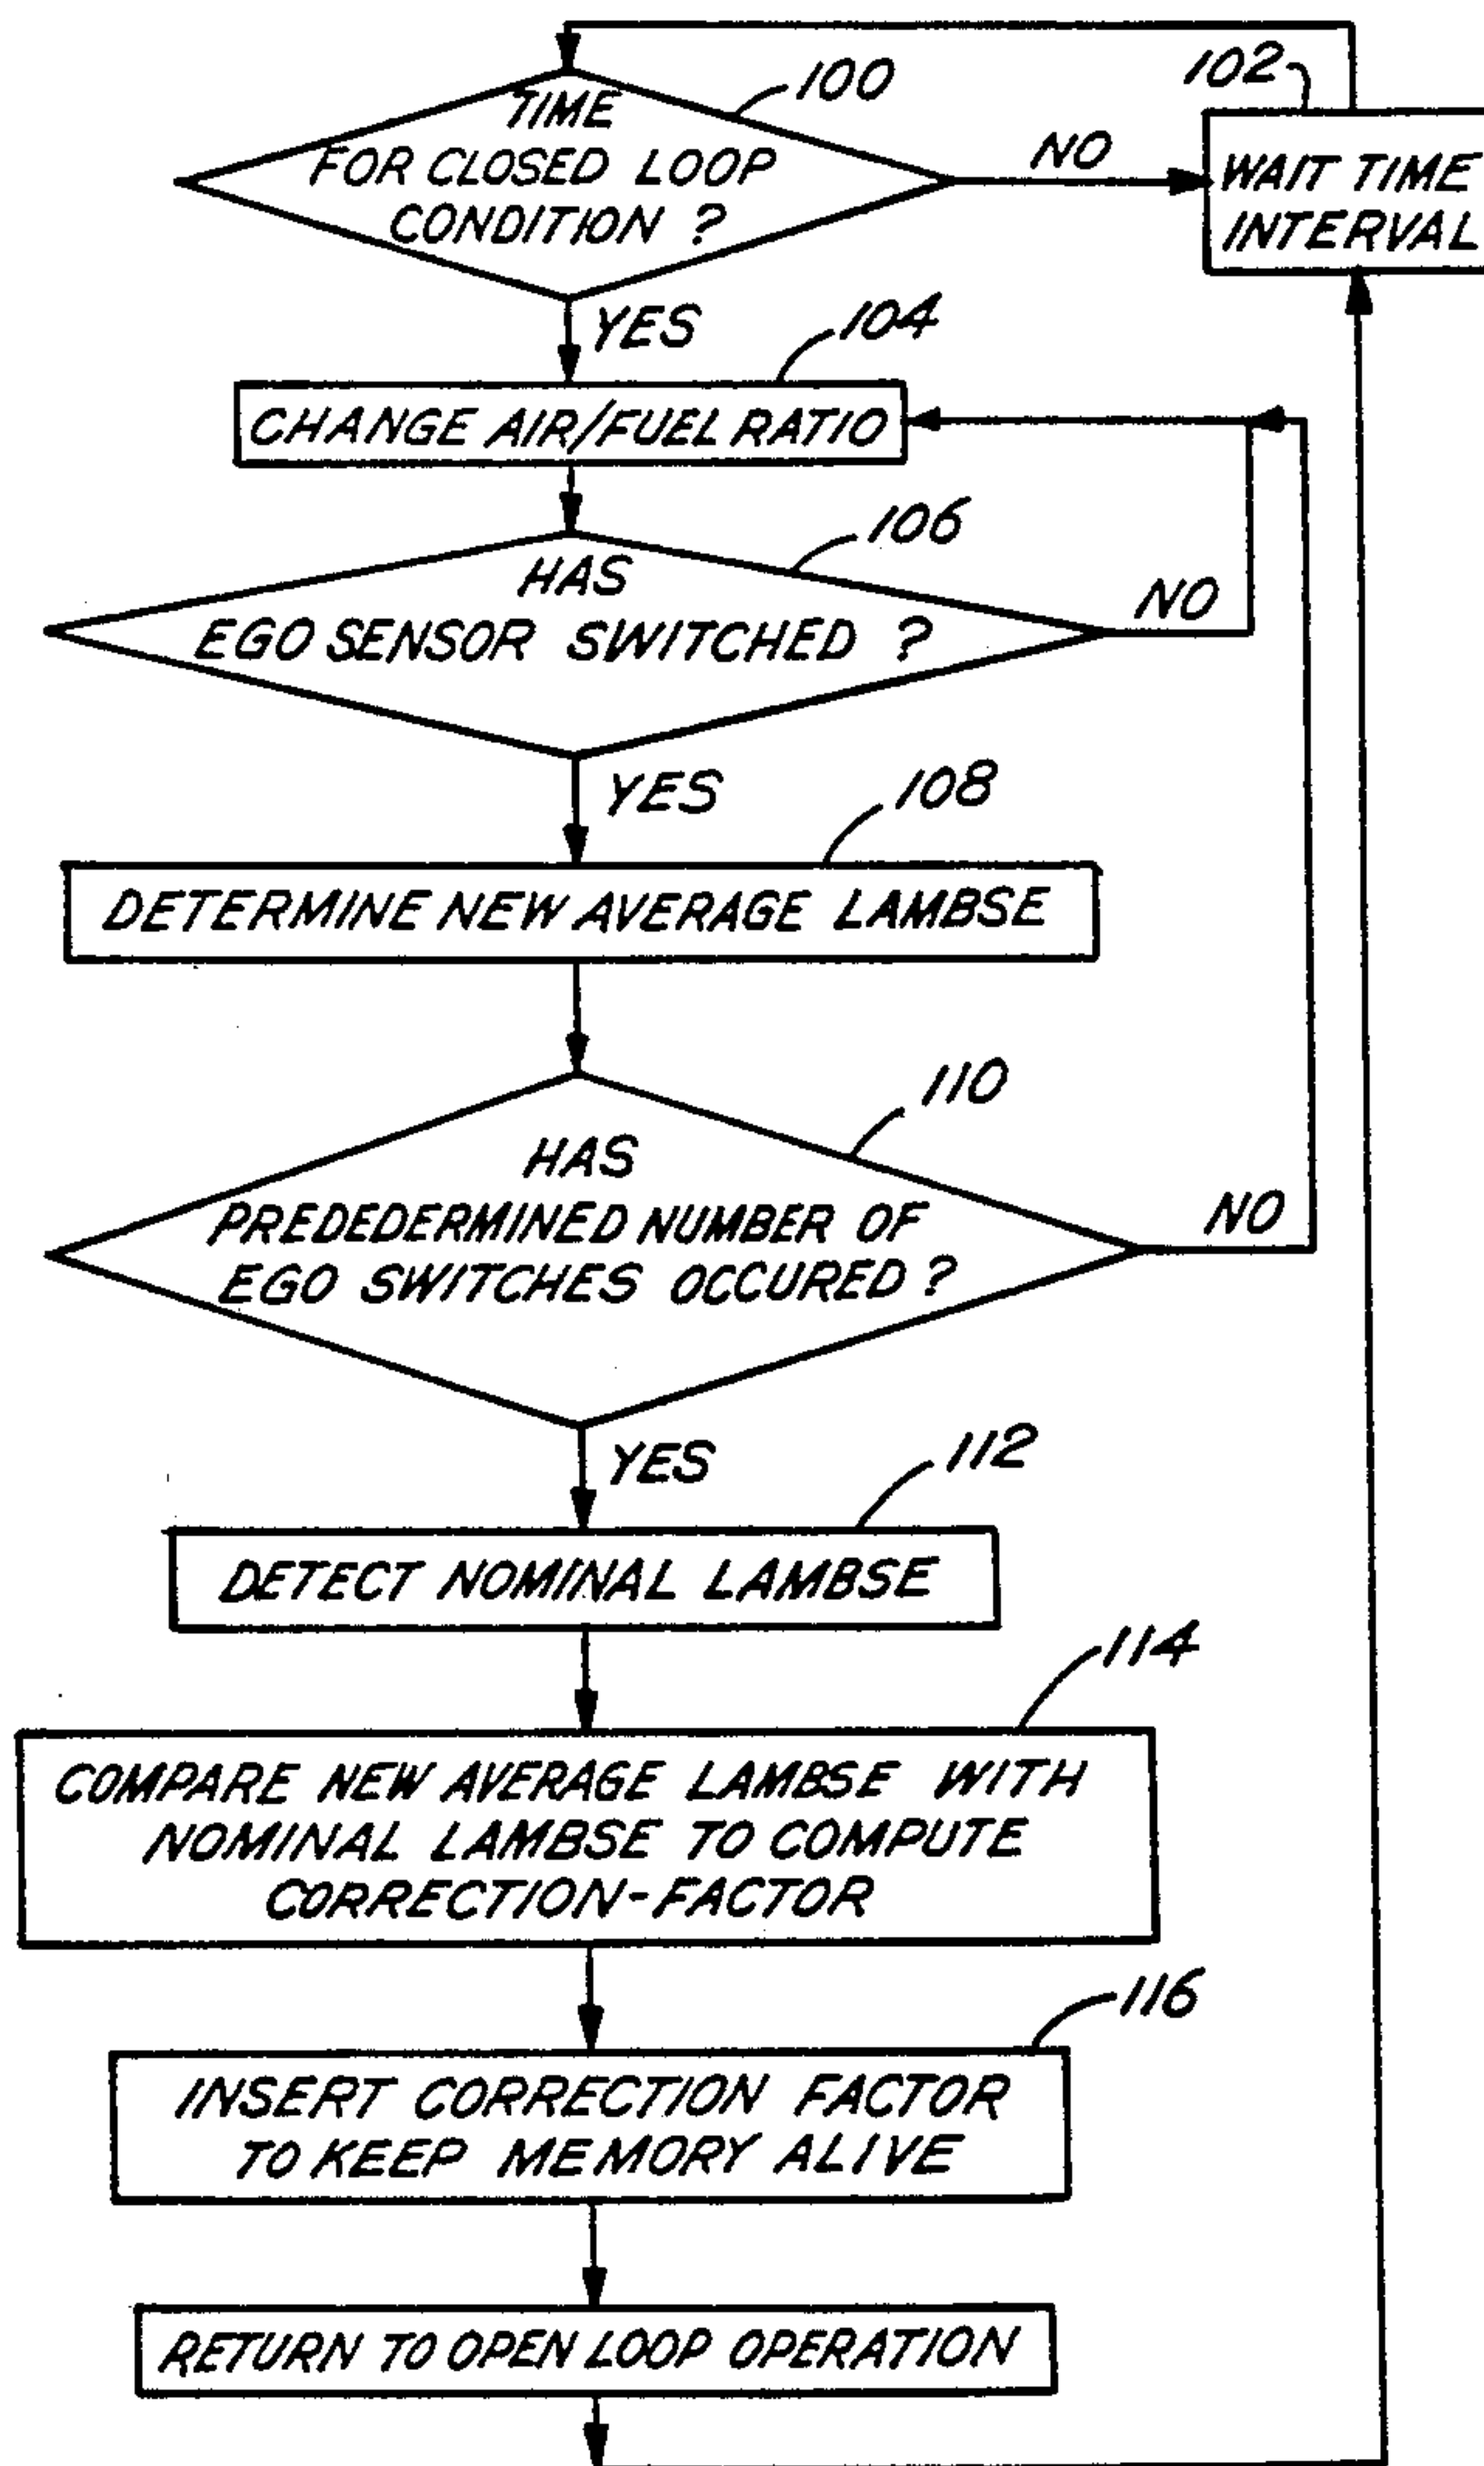 100
TIME
FOR CLOSED LOOP
CONDITION ?
NO
102
WAIT TIME
INTERVAL
YES
104
CHANGE AIR/FUEL RATIO
106
HAS
EGO SENSOR SWITCHED ?
NO
YES
108
DETERMINE NEW AVERAGE LAMBSE
110
HAS
PREDEDERMINED NUMBER OF
EGO SWITCHES OCCURED ?
NO
YES
112
DETECT NOMINAL LAMBSE
114
COMPARE NEW AVERAGE LAMBSE WITH
NOMINAL LAMBSE TO COMPUTE
CORRECTION-FACTOR
116
INSERT CORRECTION FACTOR
TO KEEP MEMORY ALIVE
RETURN TO OPEN LOOP OPERATION